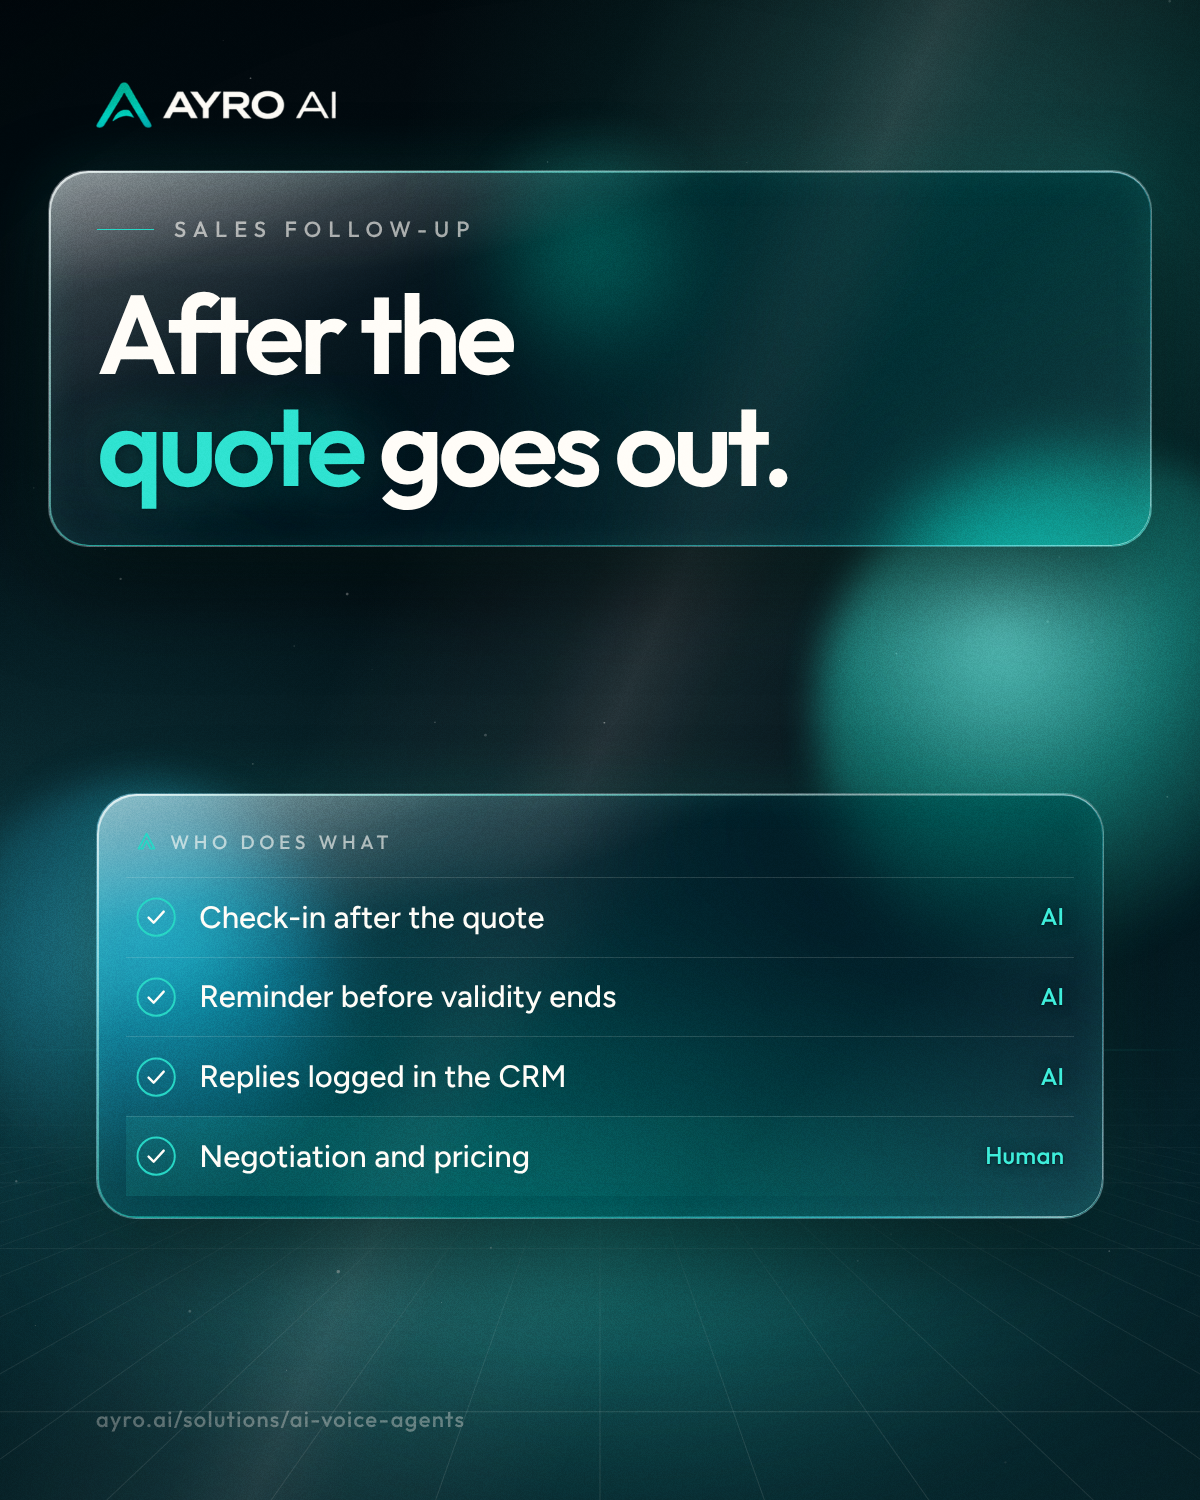 AYRO AI
SALES FOLLOW-UP
After the
quote goes out.
WHO DOES WHAT
Check-in after the quote AI
Reminder before validity ends AI
Replies logged in the CRM AI
Negotiation and pricing Human
ayro.ai/solutions/ai-voice-agents